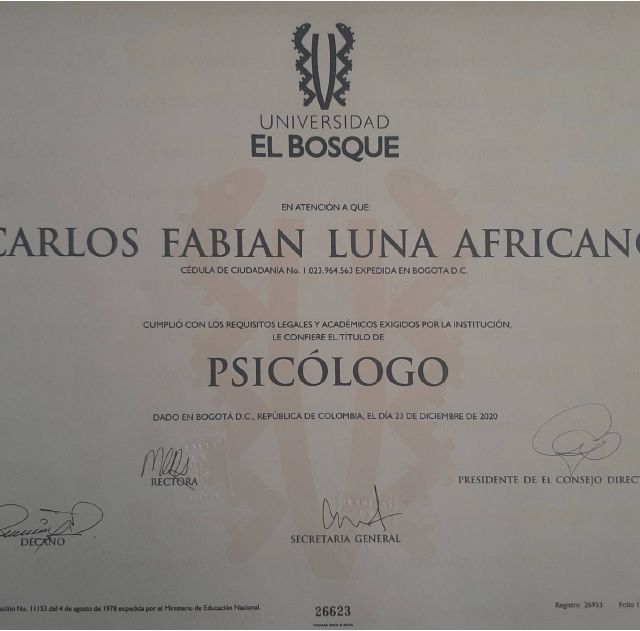 UNIVERSIDAD
EL BOSQUE
EN ATENCIÓN A QUE:
CARLOS FABIAN LUNA AFRICANO
CÉDULA DE CIUDADANÍA No. 1.023.964.563 EXPEDIDA EN BOGOTA D.C.
CUMPLIÓ CON LOS REQUISITOS LEGALES Y ACADÉMICOS EXIGIDOS POR LA INSTITUCIÓN,
LE CONFIERE EL TÍTULO DE
PSICÓLOGO
DADO EN BOGOTÁ D.C., REPÚBLICA DE COLOMBIA, EL DÍA 23 DE DICIEMBRE DE 2020
RECTORA
PRESIDENTE DE EL CONSEJO DIRECT
DECANO
SECRETARIA GENERAL
ución No. 11153 del 4 de agosto de 1978 expedida por el Ministerio de Educación Nacional.
26623
Registro 26953 Folio